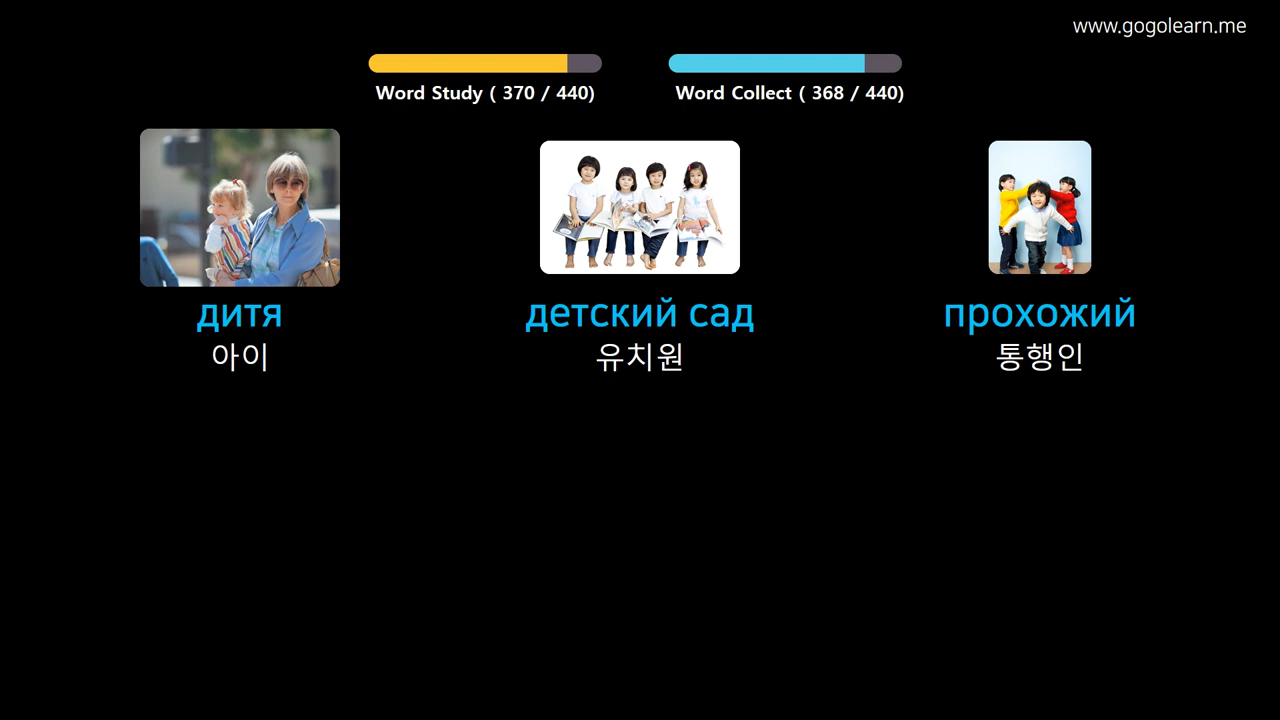 www.gogolearn.me
Word Study ( 370 / 440)
Word Collect ( 368 / 440)
дитя
아이
детский сад
유치원
прохожий
통행인